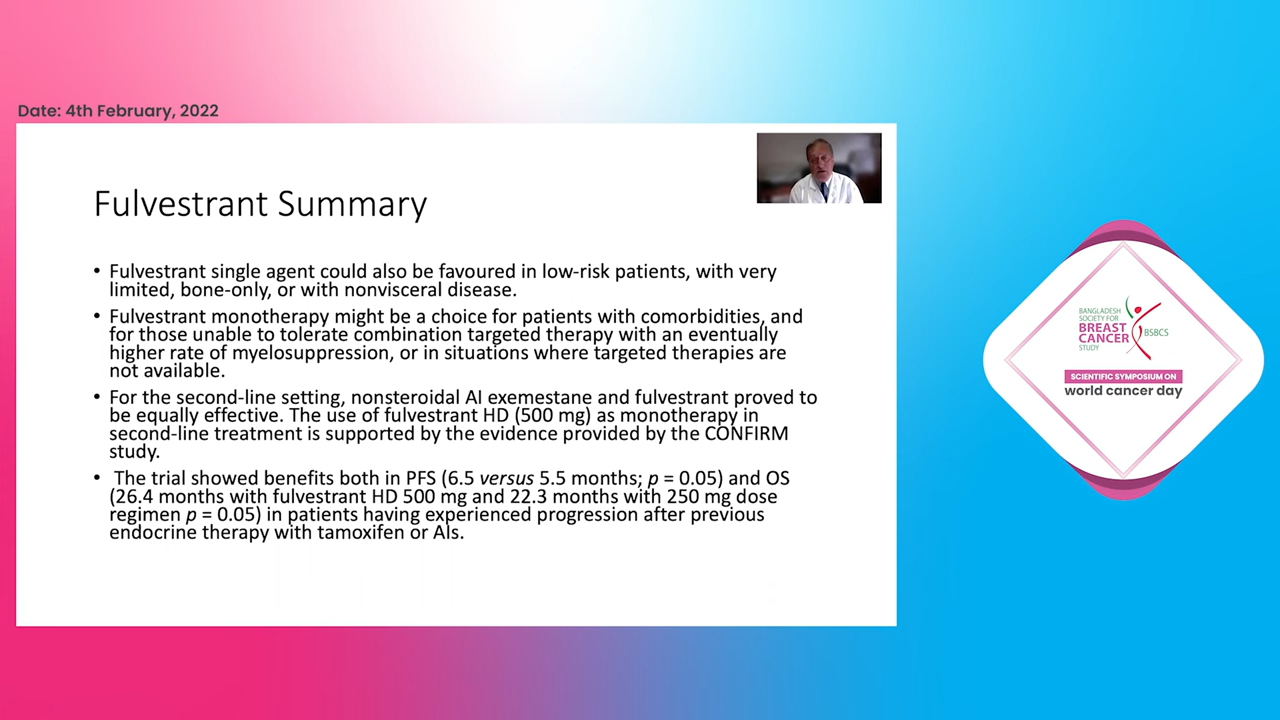 Date: 4th February, 2022
Fulvestrant Summary
• Fulvestrant single agent could also be favoured in low-risk patients, with very
limited, bone-only, or with nonvisceral disease.
• Fulvestrant monotherapy might be a choice for patients with comorbidities, and
for those unable to tolerate combination targeted therapy with an eventually
higher rate of myelosuppression, or in situations where targeted therapies are
not available.
• For the second-line setting, nonsteroidal AI exemestane and fulvestrant proved to
be equally effective. The use of fulvestrant HD (500 mg) as monotherapy in
second-line treatment is supported by the evidence provided by the CONFIRM
study.
• The trial showed benefits both in PFS (6.5 versus 5.5 months; p = 0.05) and OS
(26.4 months with fulvestrant HD 500 mg and 22.3 months with 250 mg dose
regimen p = 0.05) in patients having experienced progression after previous
endocrine therapy with tamoxifen or AIs.
BANGLADESH
SOCIETY FOR
BREAST
CANCER
STUDY
BSBCS
SCIENTIFIC SYMPOSIUM ON
world cancer day